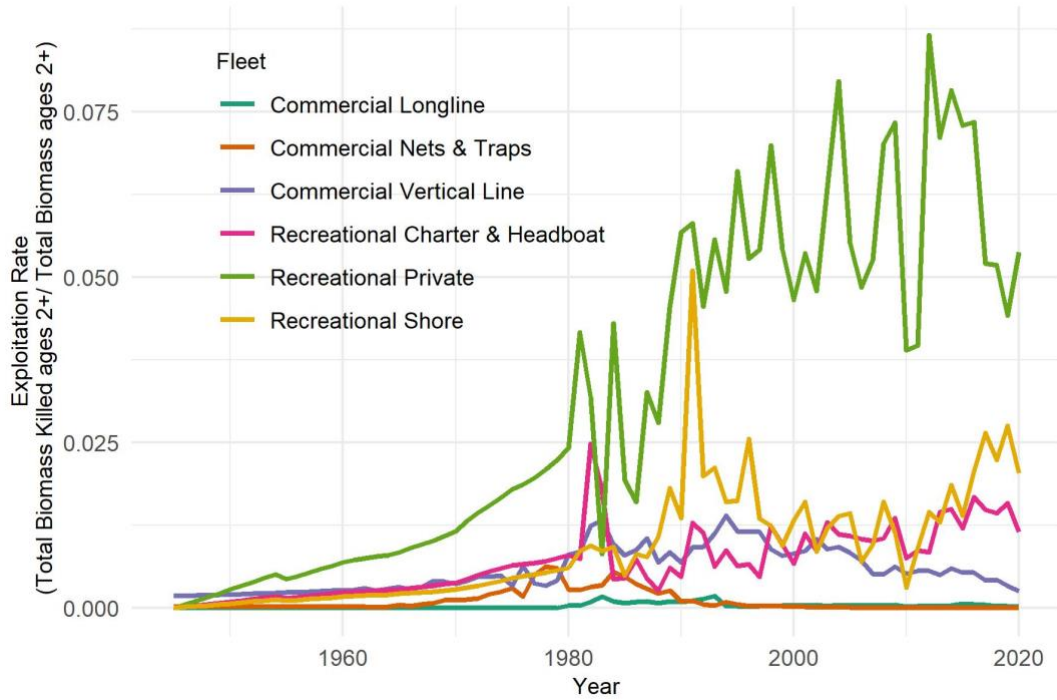 Fleet
Commercial Longline
Commercial Nets & Traps
Commercial Vertical Line
Recreational Charter & Headboat
Recreational Private
Recreational Shore
Exploitation Rate
(Total Biomass Killed ages 2+/ Total Biomass ages 2+)
0.075
0.050
0.025
0.000
1960
1980
2000
2020
Year